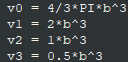 v0 = 4/3*PI*b^3
v1 = 2*b^3
v2 = 1*b^3
v3 = 0.5*b^3